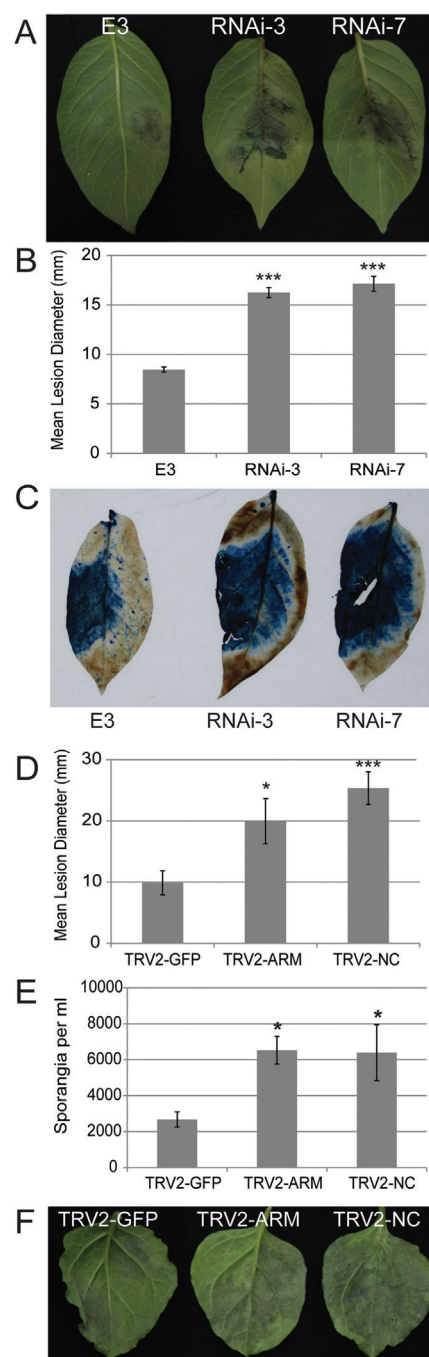 A
E3 RNAi-3 RNAi-7
B
Mean Lesion Diameter (mm)
20
15
10
5
0
*** ***
E3 RNAi-3 RNAi-7
C
E3 RNAi-3 RNAi-7
D
Mean Lesion Diameter (mm)
30
20
10
0
* ***
TRV2-GFP TRV2-ARM TRV2-NC
E
Sporangia per ml
10000
8000
6000
4000
2000
0
* *
TRV2-GFP TRV2-ARM TRV2-NC
F
TRV2-GFP TRV2-ARM TRV2-NC